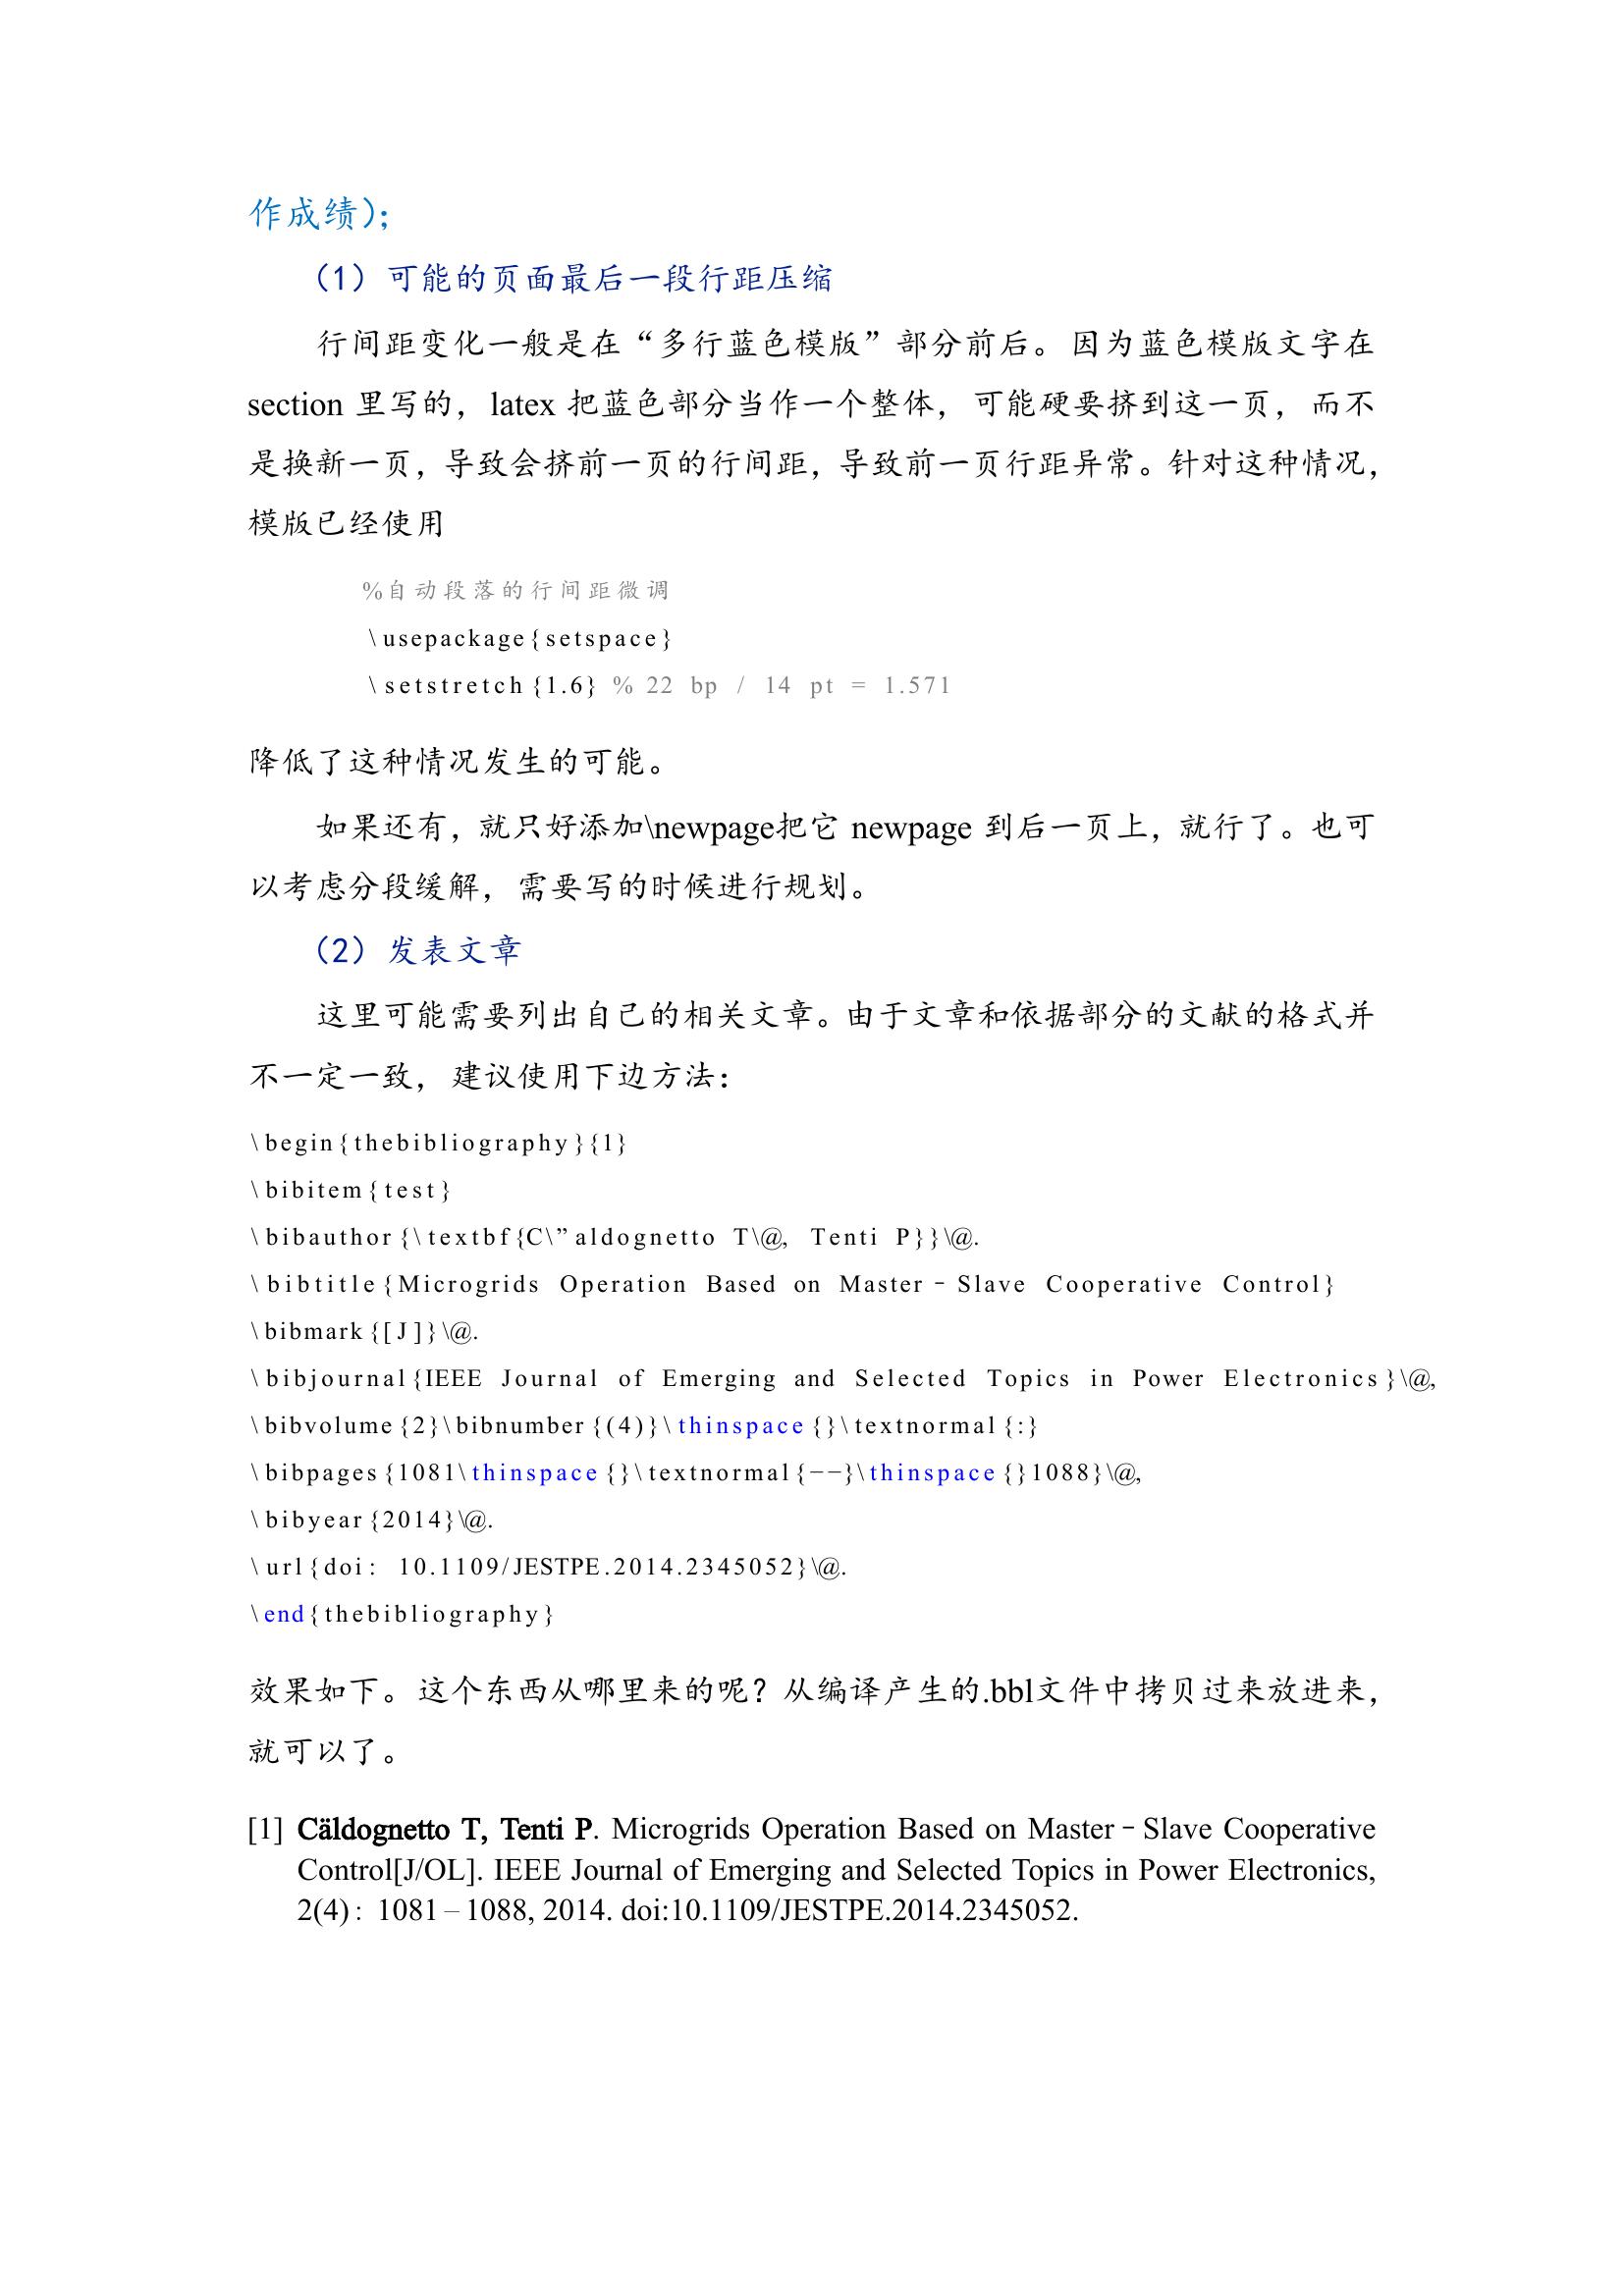 作成绩）；
（1）可能的页面最后一段行距压缩
行间距变化一般是在“多行蓝色模版”部分前后。因为蓝色模版文字在
section 里写的，latex 把蓝色部分当作一个整体，可能硬要挤到这一页，而不
是换新一页，导致会挤前一页的行间距，导致前一页行距异常。针对这种情况，
模版已经使用
%自动段落的行间距微调
\usepackage{setspace}
\setstretch{1.6} % 22 bp / 14 pt = 1.571
降低了这种情况发生的可能。
如果还有，就只好添加\newpage把它 newpage 到后一页上，就行了。也可
以考虑分段缓解，需要写的时候进行规划。
（2）发表文章
这里可能需要列出自己的相关文章。由于文章和依据部分的文献的格式并
不一定一致，建议使用下边方法：
\begin{thebibliography}{1}
\bibitem{test}
\bibauthor{\textbf{C\”aldognetto T\@, Tenti P}}\@.
\bibtitle{Microgrids Operation Based on Master–Slave Cooperative Control}
\bibmark{[J]}\@.
\bibjournal{IEEE Journal of Emerging and Selected Topics in Power Electronics}\@,
\bibvolume{2}\bibnumber{(4)}\thinspace{}\textnormal{:}
\bibpages{1081\thinspace{}\textnormal{--}\thinspace{}1088}\@,
\bibyear{2014}\@.
\url{doi: 10.1109/JESTPE.2014.2345052}\@.
\end{thebibliography}
效果如下。这个东西从哪里来的呢？从编译产生的.bbl文件中拷贝过来放进来，
就可以了。
[1] Cäldognetto T, Tenti P. Microgrids Operation Based on Master–Slave Cooperative
Control[J/OL]. IEEE Journal of Emerging and Selected Topics in Power Electronics,
2(4) : 1081 – 1088, 2014. doi:10.1109/JESTPE.2014.2345052.